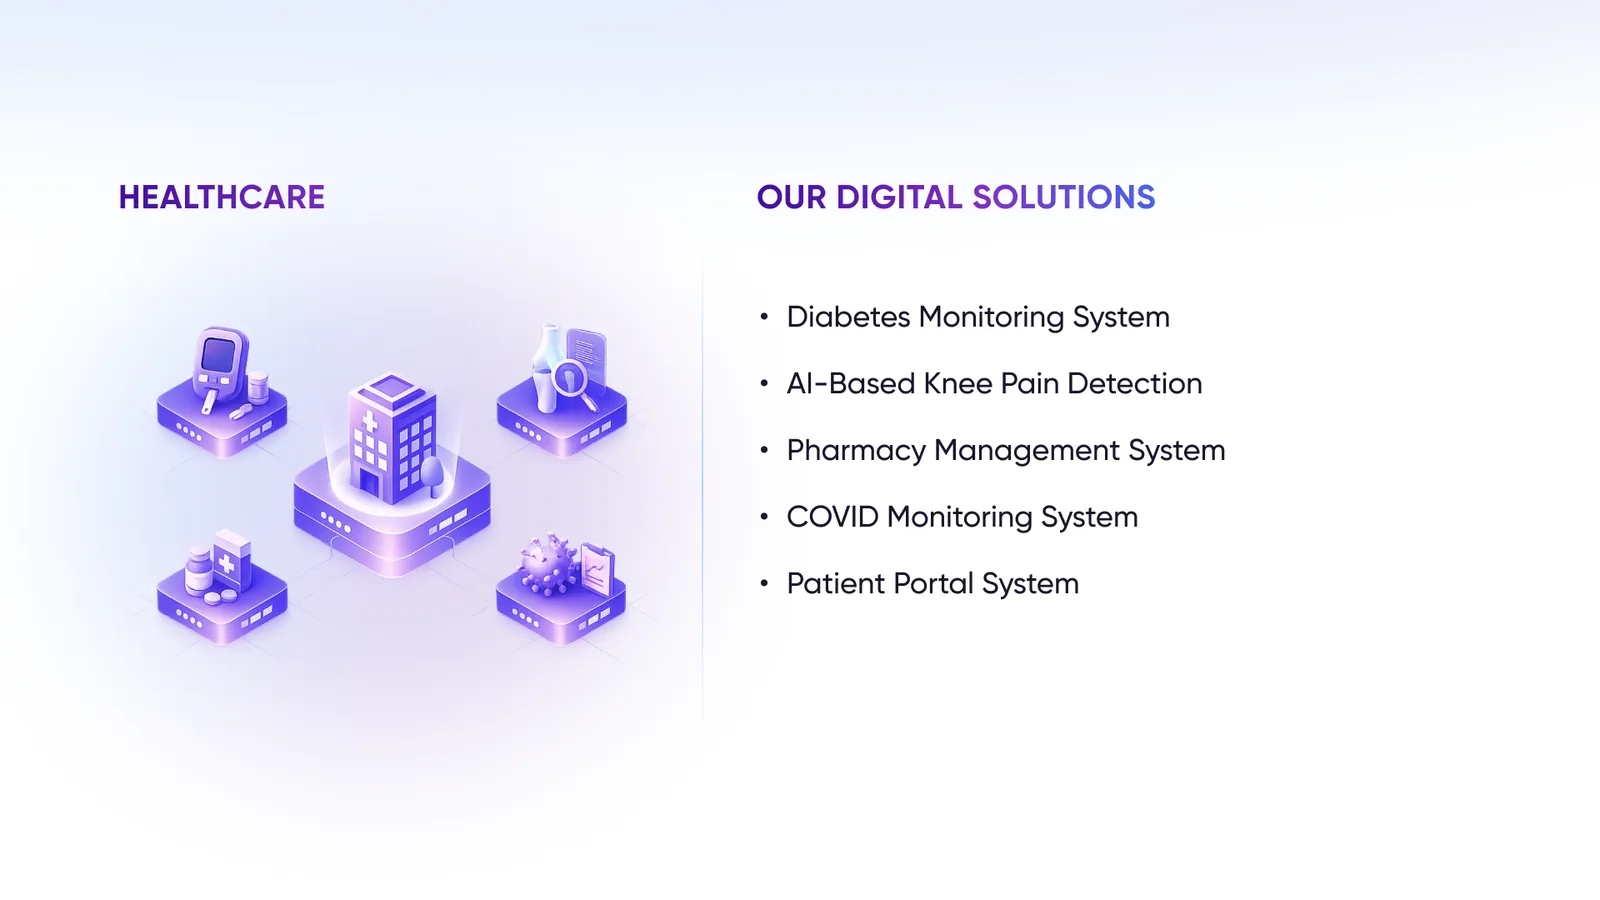 HEALTHCARE
OUR DIGITAL SOLUTIONS
• Diabetes Monitoring System
• AI-Based Knee Pain Detection
• Pharmacy Management System
• COVID Monitoring System
• Patient Portal System